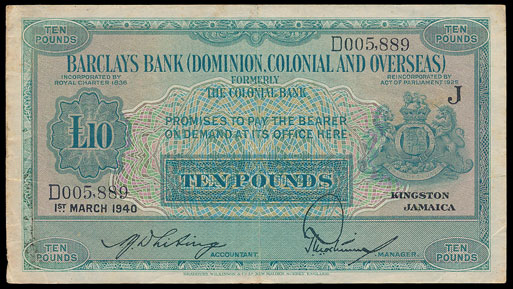 TEN POUNDS
TEN POUNDS
D005,889
BARCLAYS BANK (DOMINION, COLONIAL AND OVERSEAS)
INCORPORATED BY ROYAL CHARTER 1836
FORMERLY
THE COLONIAL BANK
REINCORPORATED BY ACT OF PARLIAMENT 1925
J
£10
PROMISES TO PAY THE BEARER
ON DEMAND AT ITS OFFICE HERE
TEN POUNDS
D005,889
1ST MARCH 1940
KINGSTON
JAMAICA
ACCOUNTANT.
MANAGER.
TEN POUNDS
TEN POUNDS